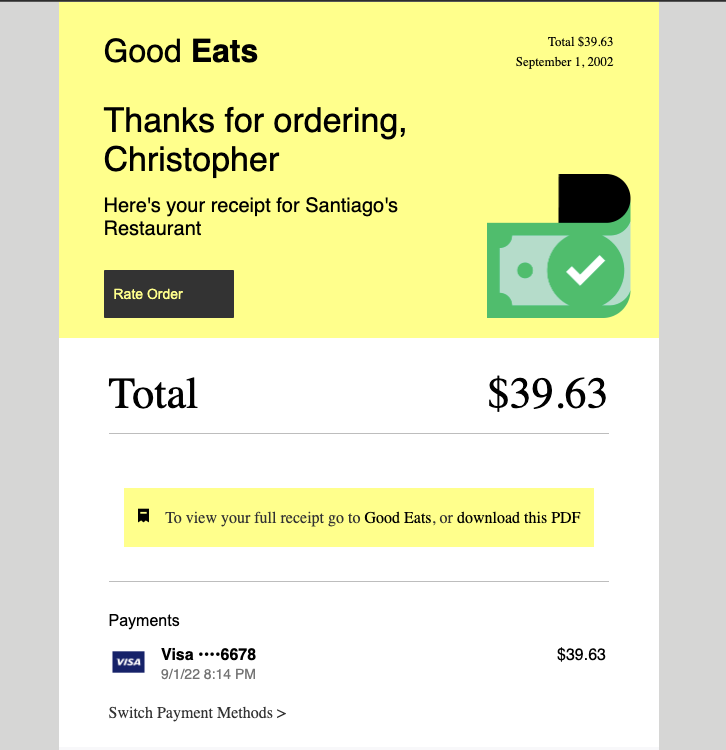 Good Eats
Total $39.63
September 1, 2002
Thanks for ordering,
Christopher
Here's your receipt for Santiago's
Restaurant
Rate Order
Total $39.63
To view your full receipt go to Good Eats, or download this PDF
Payments
VISA
Visa ••••6678 $39.63
9/1/22 8:14 PM
Switch Payment Methods >